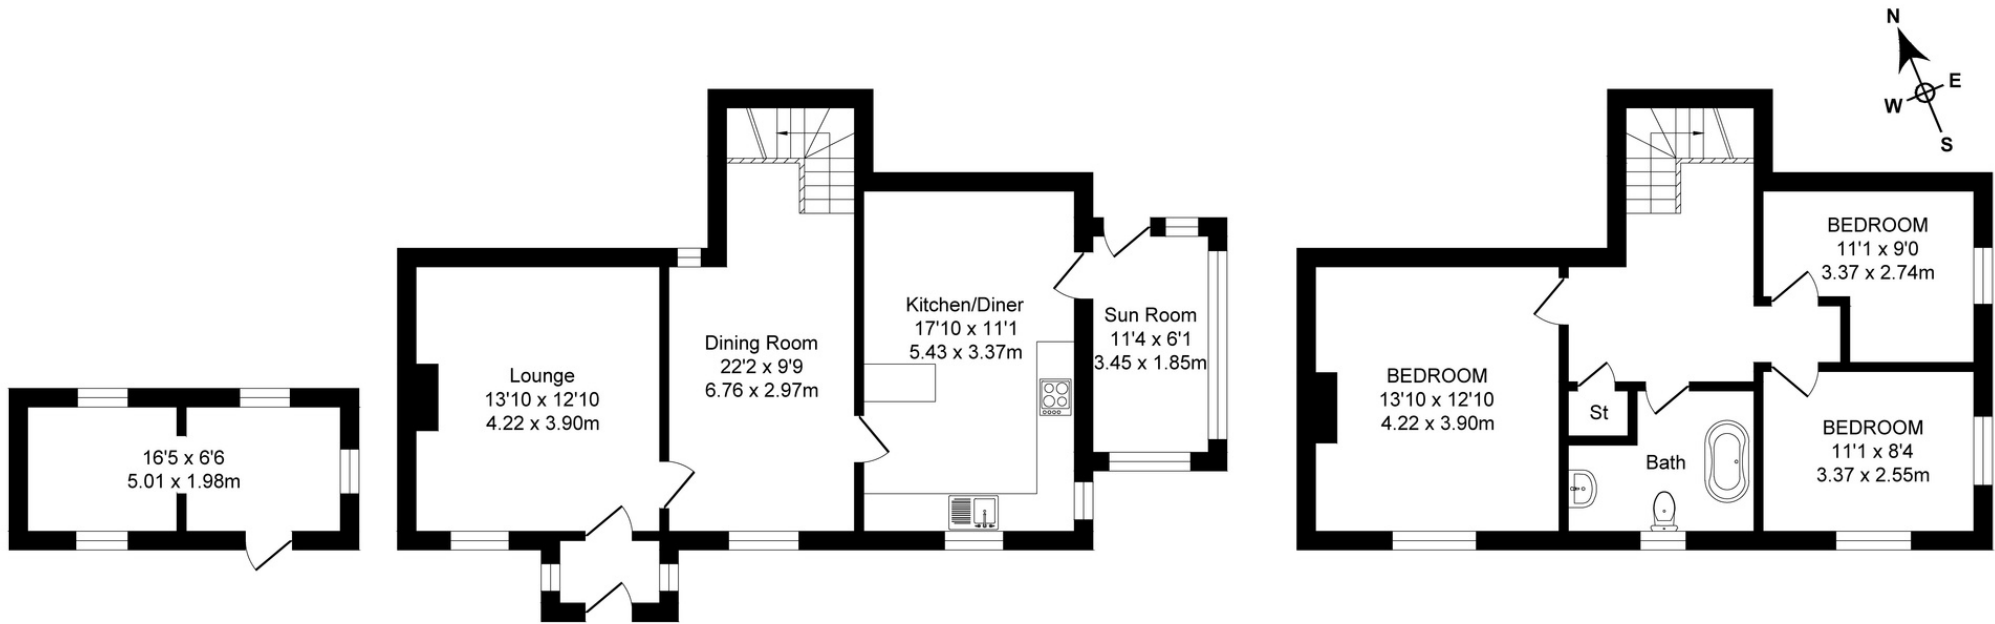 16'5 x 6'6
5.01 x 1.98m
Lounge
13'10 x 12'10
4.22 x 3.90m
Dining Room
22'2 x 9'9
6.76 x 2.97m
Kitchen/Diner
17'10 x 11'1
5.43 x 3.37m
Sun Room
11'4 x 6'1
3.45 x 1.85m
BEDROOM
13'10 x 12'10
4.22 x 3.90m
St
Bath
BEDROOM
11'1 x 9'0
3.37 x 2.74m
BEDROOM
11'1 x 8'4
3.37 x 2.55m
N
E
W
S